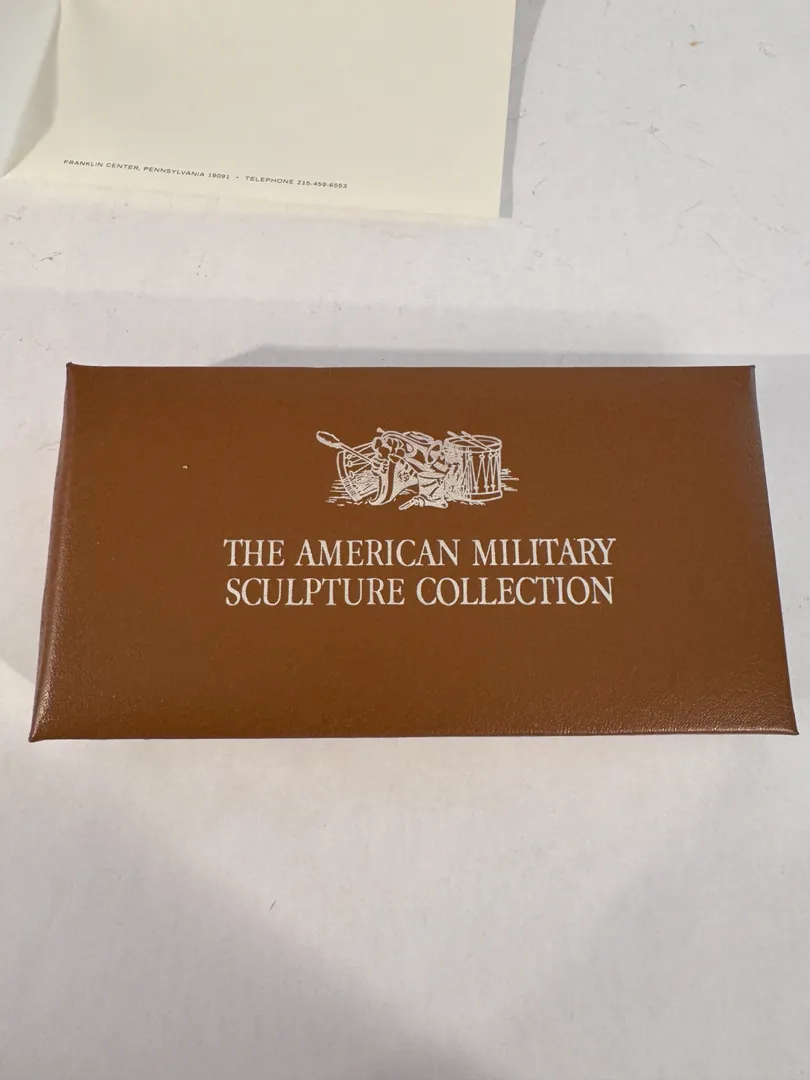 FRANKLIN CENTER, PENNSYLVANIA 19091 • TELEPHONE 215-459-6553
THE AMERICAN MILITARY
SCULPTURE COLLECTION